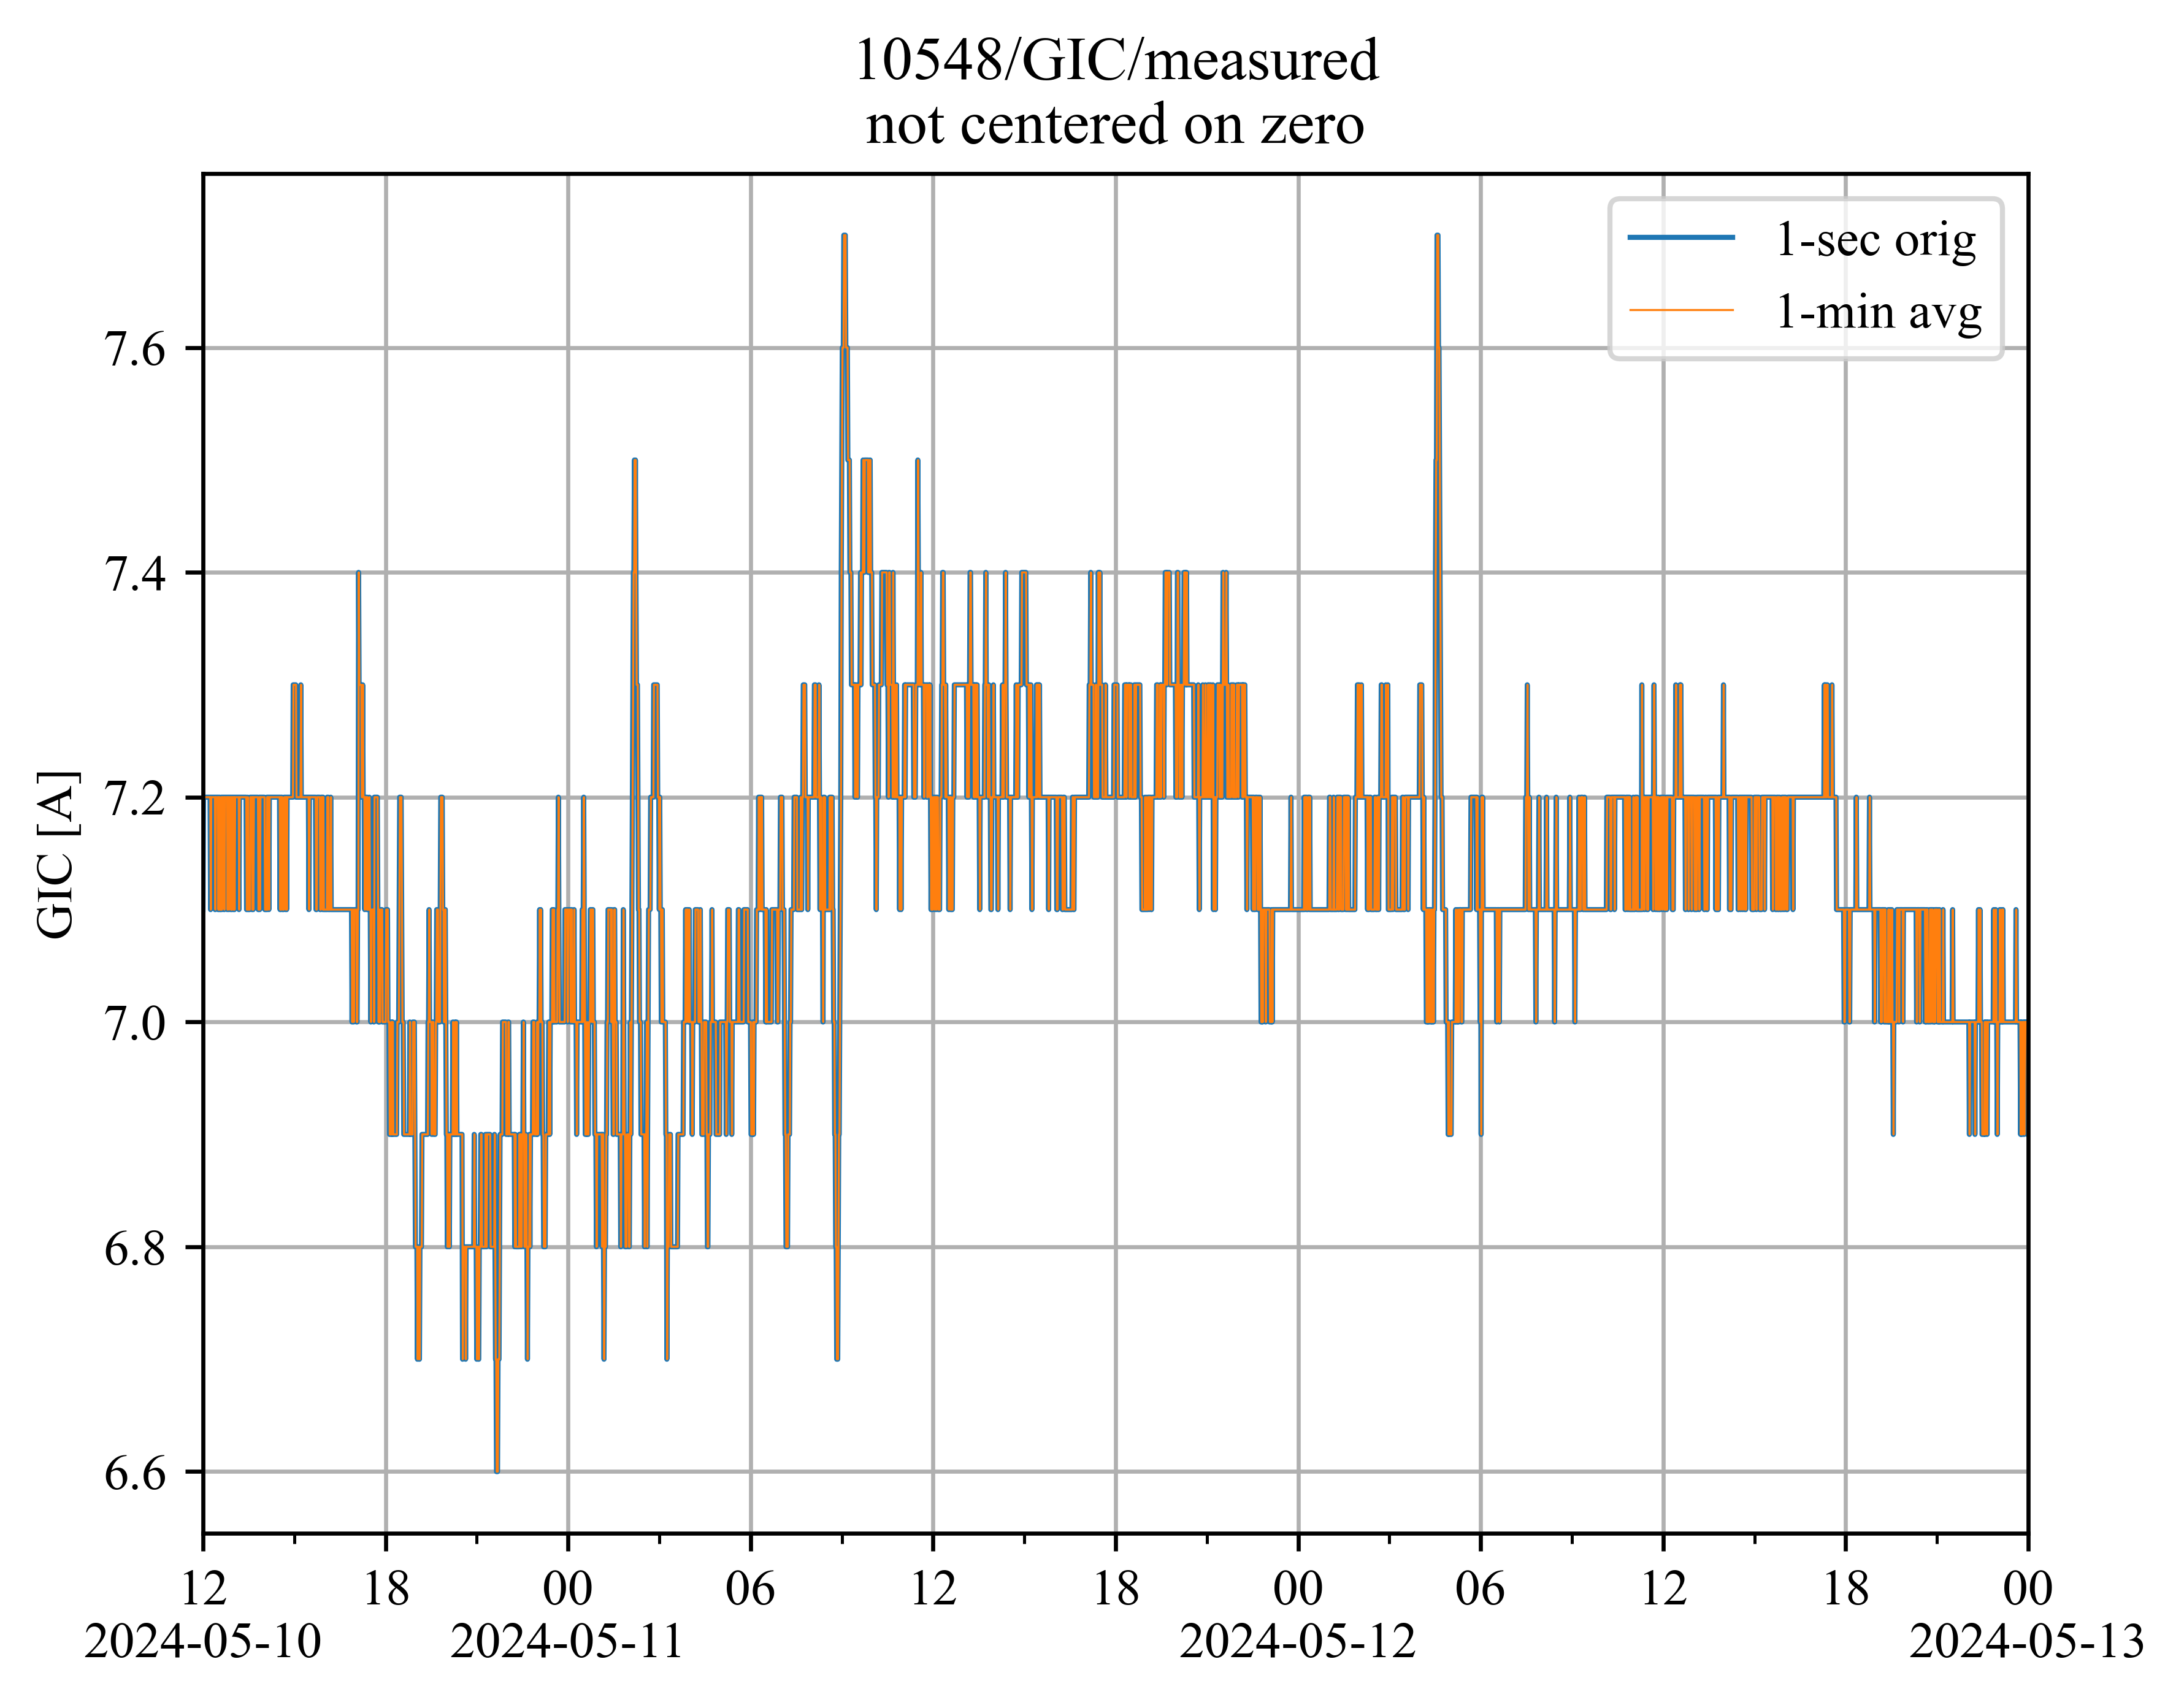 10548/GIC/measured
not centered on zero
1-sec orig
1-min avg
GIC [A]
7.6
7.4
7.2
7.0
6.8
6.6
12 18 00 06 12 18 00 06 12 18 00
2024-05-10 2024-05-11 2024-05-12 2024-05-13